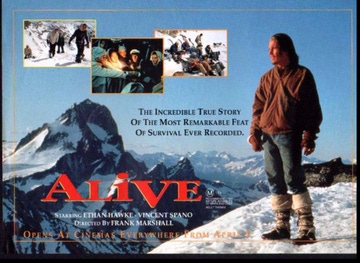 THE INCREDIBLE TRUE STORY
OF THE MOST REMARKABLE FEAT
OF SURVIVAL EVER RECORDED.
ALIVE
STARRING ETHAN HAWKE · VINCENT SPANO
DIRECTED BY FRANK MARSHALL
OPENS AT CINEMAS EVERYWHERE FROM APRIL